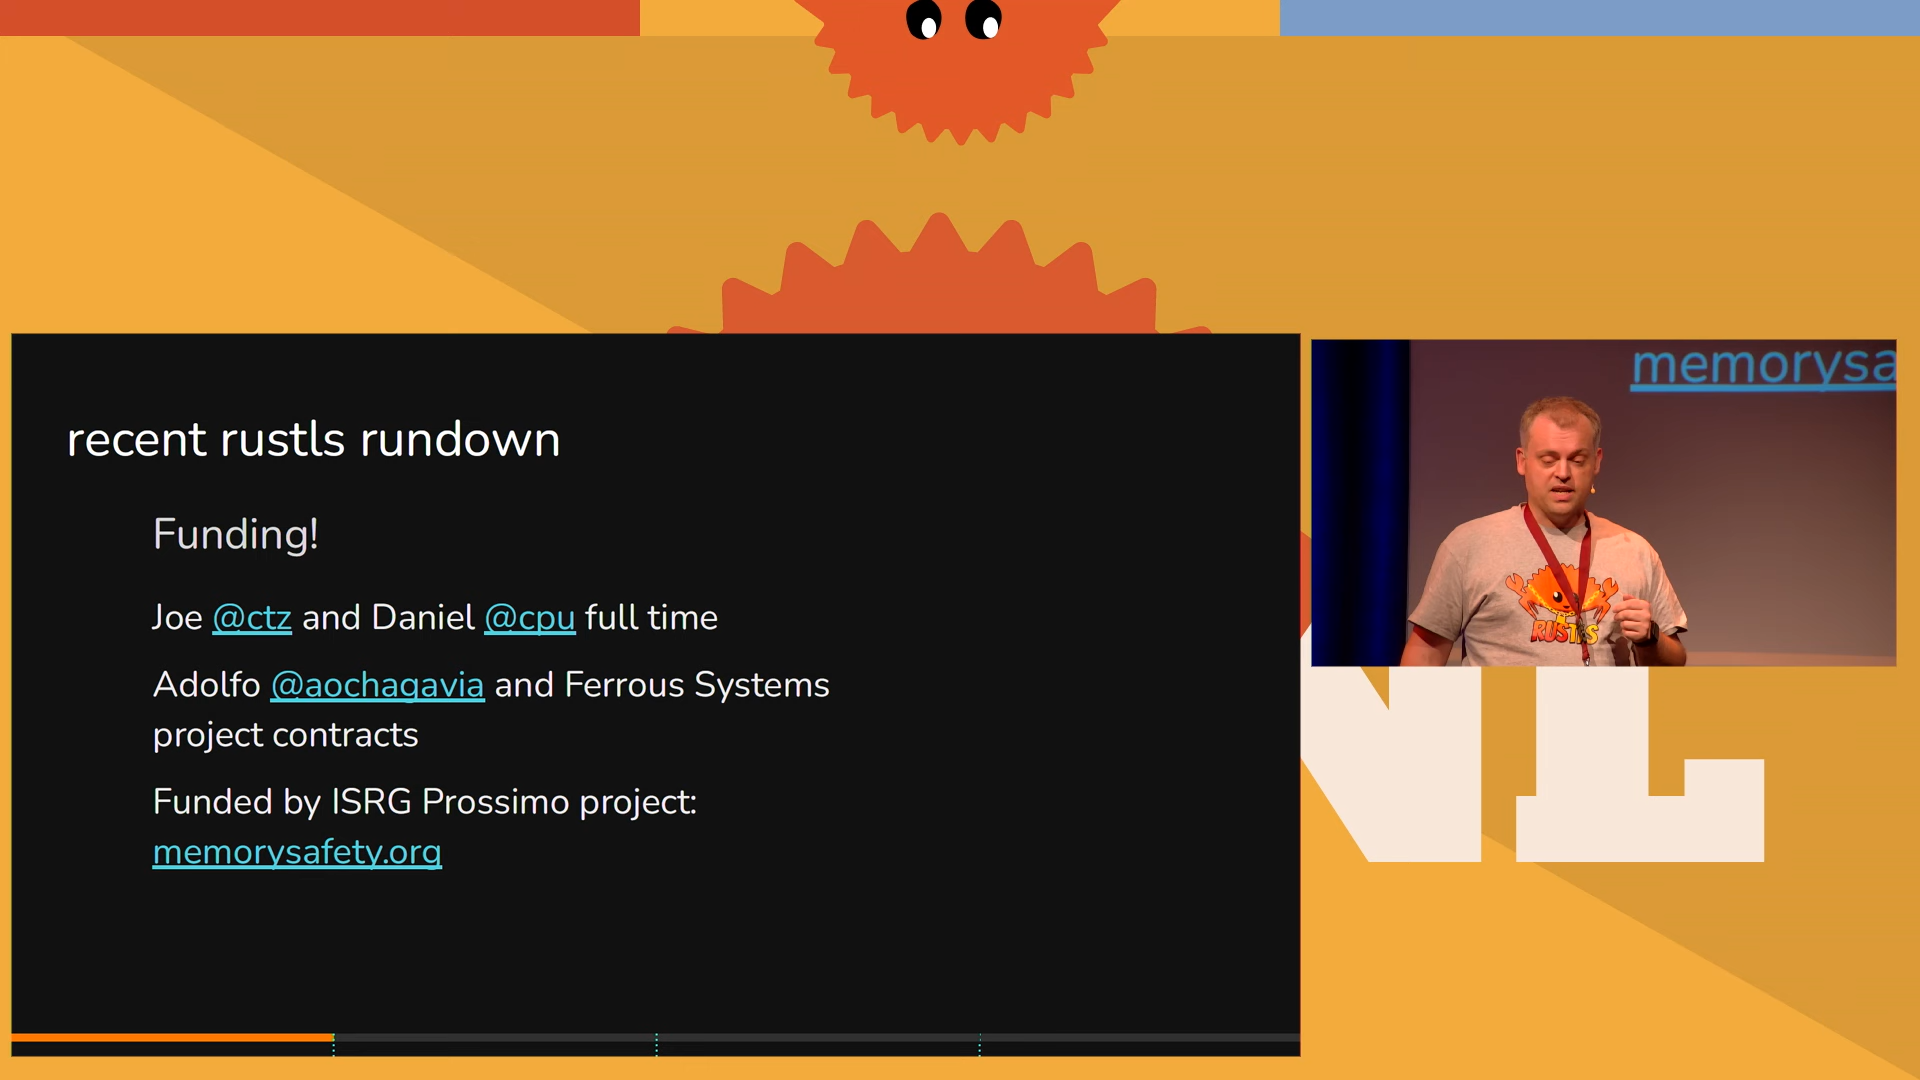 recent rustls rundown
Funding!
Joe @ctz and Daniel @cpu full time
Adolfo @aochagavia and Ferrous Systems
project contracts
Funded by ISRG Prossimo project:
memorysafety.org
memorysa
RUSTLS
NL